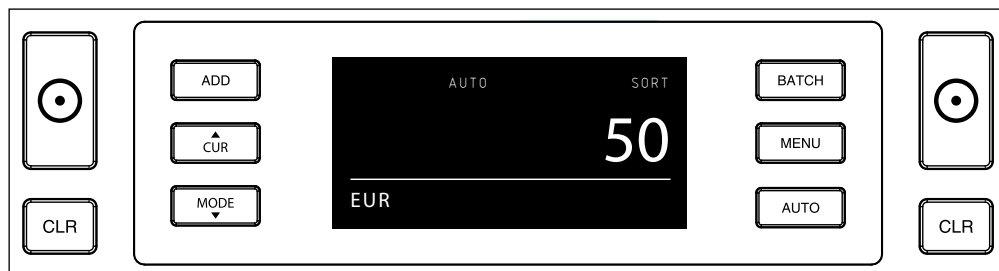 ADD
AUTO SORT
BATCH
CUR
50
MENU
MODE
EUR
AUTO
CLR
CLR